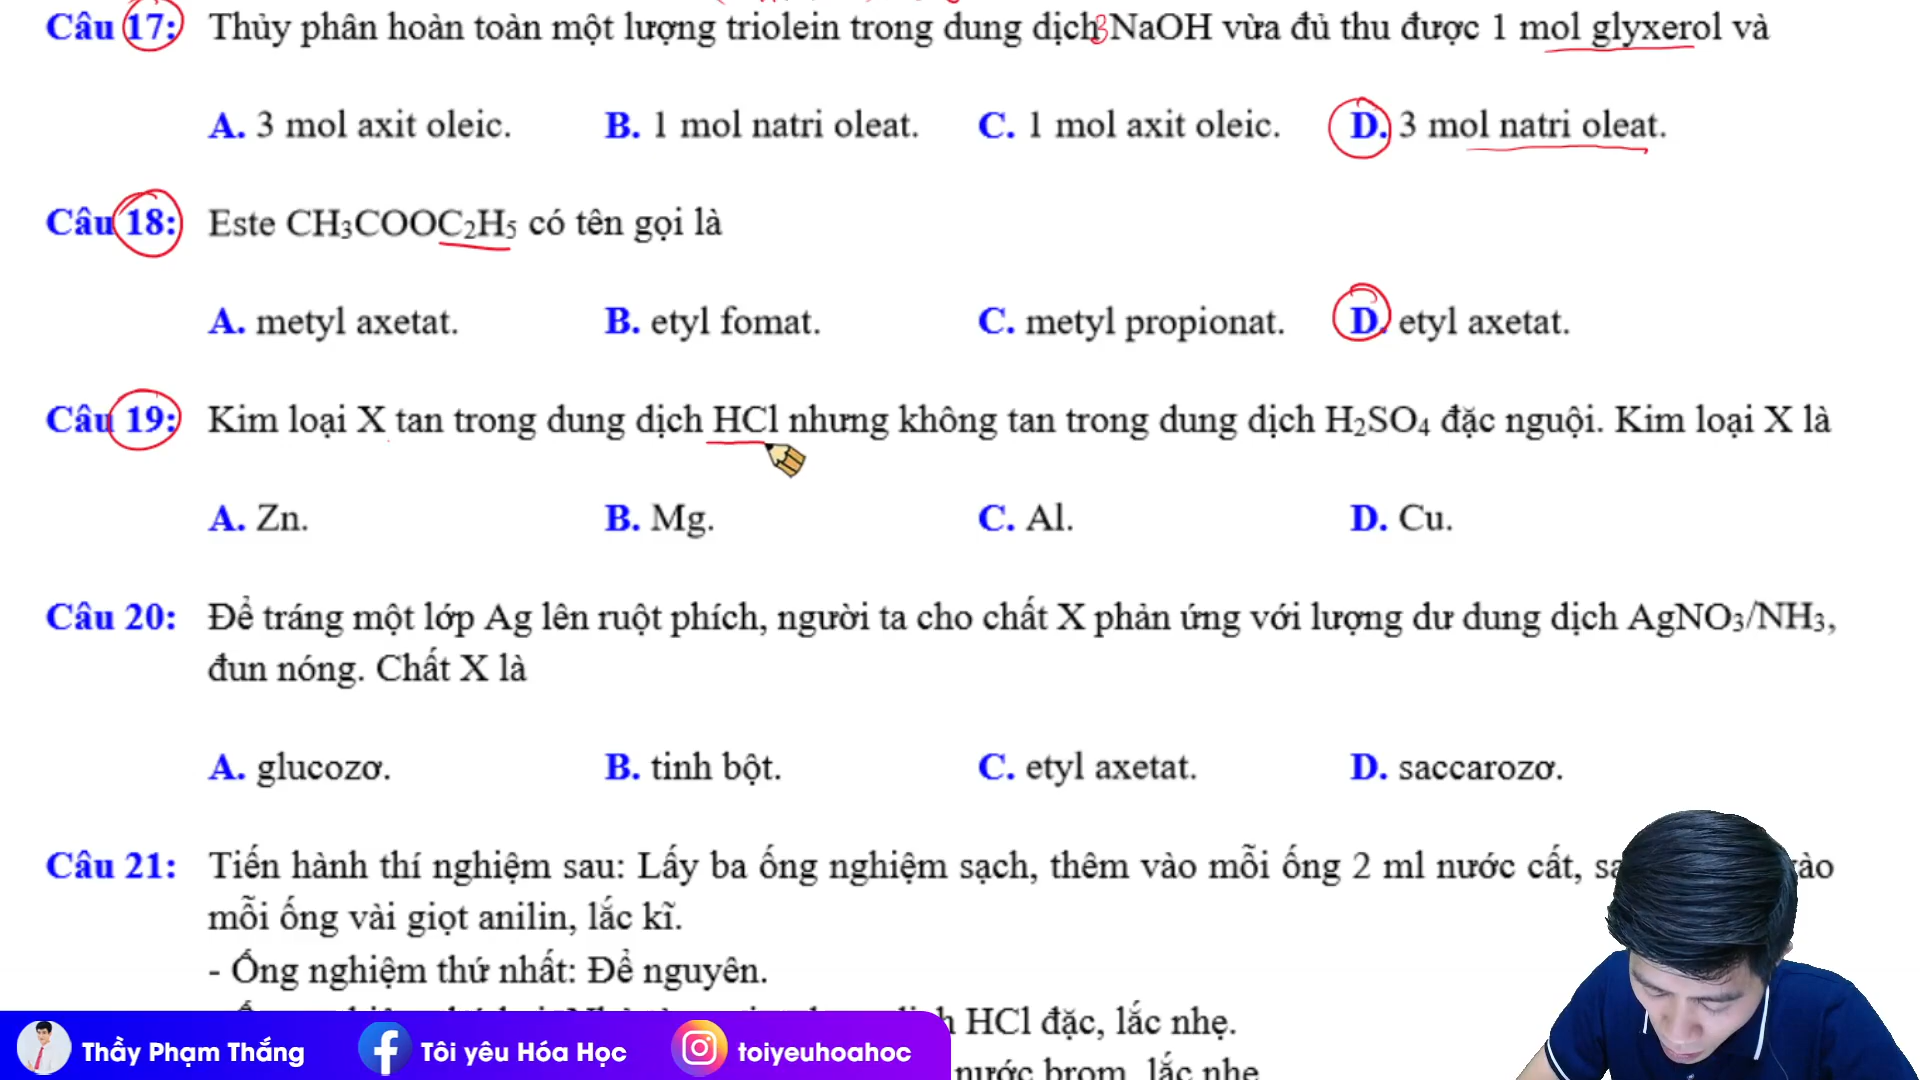 Câu 17: Thủy phân hoàn toàn một lượng triolein trong dung dịch 3 NaOH vừa đủ thu được 1 mol glyxerol và
A. 3 mol axit oleic. B. 1 mol natri oleat. C. 1 mol axit oleic. D. 3 mol natri oleat.
Câu 18: Este CH₃COOC₂H₅ có tên gọi là
A. metyl axetat. B. etyl fomat. C. metyl propionat. D. etyl axetat.
Câu 19: Kim loại X tan trong dung dịch HCl nhưng không tan trong dung dịch H₂SO₄ đặc nguội. Kim loại X là
A. Zn. B. Mg. C. Al. D. Cu.
Câu 20: Để tráng một lớp Ag lên ruột phích, người ta cho chất X phản ứng với lượng dư dung dịch AgNO₃/NH₃,
đun nóng. Chất X là
A. glucozơ. B. tinh bột. C. etyl axetat. D. saccarozơ.
Câu 21: Tiến hành thí nghiệm sau: Lấy ba ống nghiệm sạch, thêm vào mỗi ống 2 ml nước cất,
mỗi ống vài giọt anilin, lắc kĩ.
- Ống nghiệm thứ nhất: Để nguyên.
HCl đặc, lắc nhẹ.
nước brom, lắc nhẹ
Thầy Phạm Thắng Tôi yêu Hóa Học toiyeuhoahoc